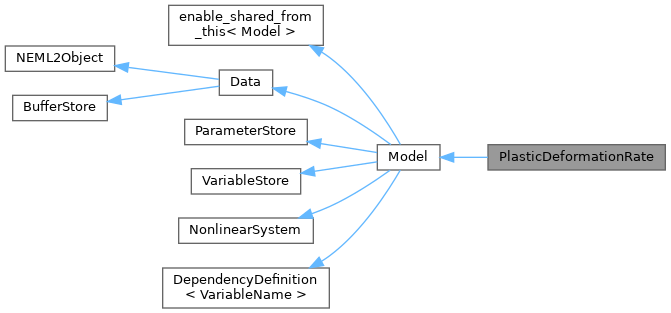 enable_shared_from
_this< Model >
NEML2Object
Data
BufferStore
ParameterStore
Model
PlasticDeformationRate
VariableStore
NonlinearSystem
DependencyDefinition
< VariableName >